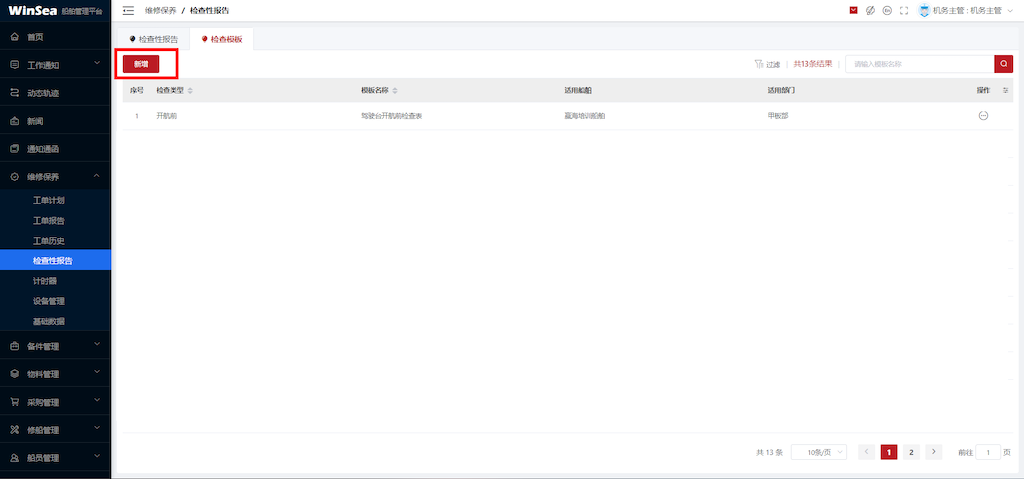 WinSea 船舶管理平台
维修保养 / 检查性报告
En
机务主管 : 机务主管
首页
工作通知
动态轨迹
新闻
通知通函
维修保养
工单计划
工单报告
工单历史
检查性报告
计时器
设备管理
基础数据
备件管理
物料管理
采购管理
修船管理
船员管理
检查性报告
检查模板
新增
过滤
共13条结果
请输入模板名称
序号 检查类型 模板名称 适用船舶 适用部门 操作
1 开航前 驾驶台开航前检查表 瀛海培训船舶 甲板部
共 13 条 10条/页 1 2 前往 1 页